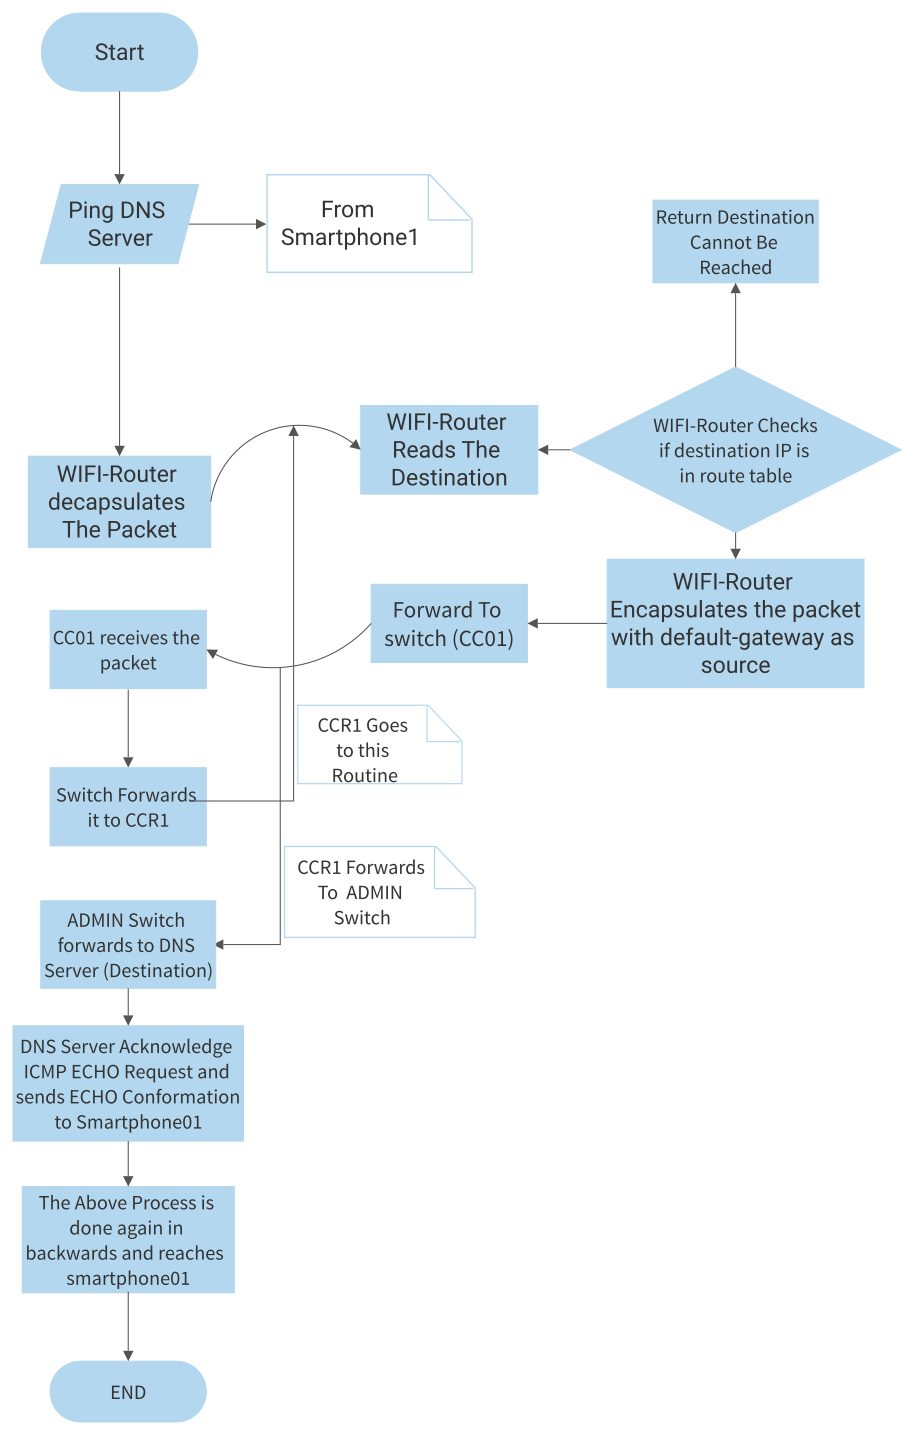 Start
Ping DNS
Server
From
Smartphone1
Return Destination
Cannot Be
Reached
WIFI-Router
Reads The
Destination
WIFI-Router Checks
if destination IP is
in route table
WIFI-Router
decapsulates
The Packet
WIFI-Router
Encapsulates the packet
with default-gateway as
source
Forward To
switch (CC01)
CC01 receives the
packet
CCR1 Goes
to this
Routine
Switch Forwards
it to CCR1
CCR1 Forwards
To ADMIN
Switch
ADMIN Switch
forwards to DNS
Server (Destination)
DNS Server Acknowledge
ICMP ECHO Request and
sends ECHO Conformation
to Smartphone01
The Above Process is
done again in
backwards and reaches
smartphone01
END